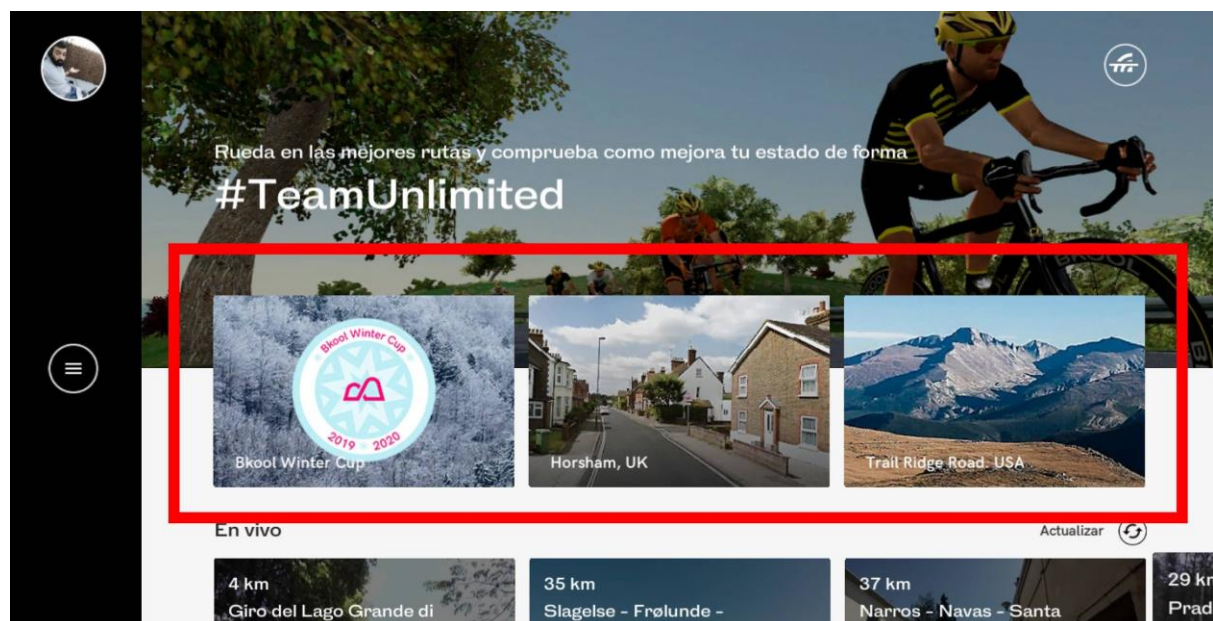 Rueda en las mejores rutas y comprueba como mejora tu estado de forma
#TeamUnlimited
Bkool Winter Cup
2019 2020
Bkool Winter Cup
Horsham, UK
Trail Ridge Road. USA
En vivo
Actualizar
4 km
Giro del Lago Grande di
35 km
Slagelse - Frølunde -
37 km
Narros - Navas - Santa
29
Prad